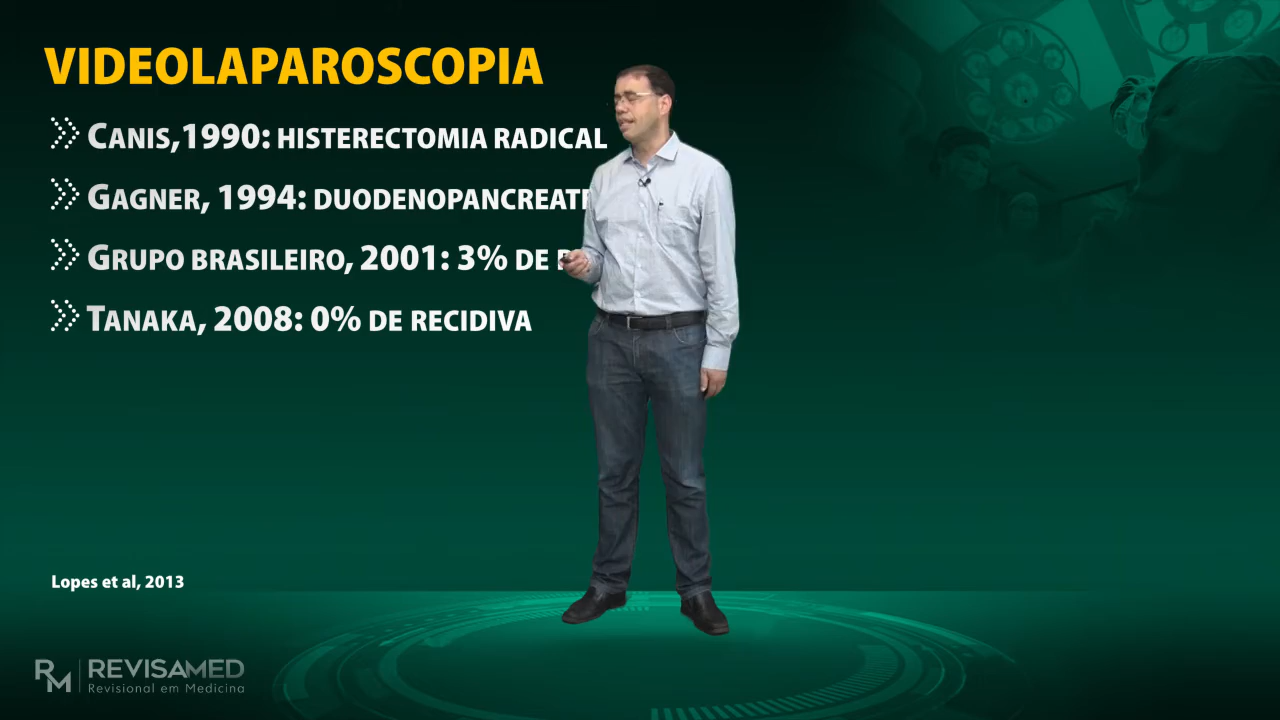 VIDEOLAPAROSCOPIA
CANIS,1990: HISTERECTOMIA RADICAL
GAGNER, 1994:
GRUPO BRASILEIRO, 2001: 3% DE
TANAKA, 2008: 0% DE RECIDIVA
Lopes et al, 2013
RM REVISAMED
Revisional em Medicina